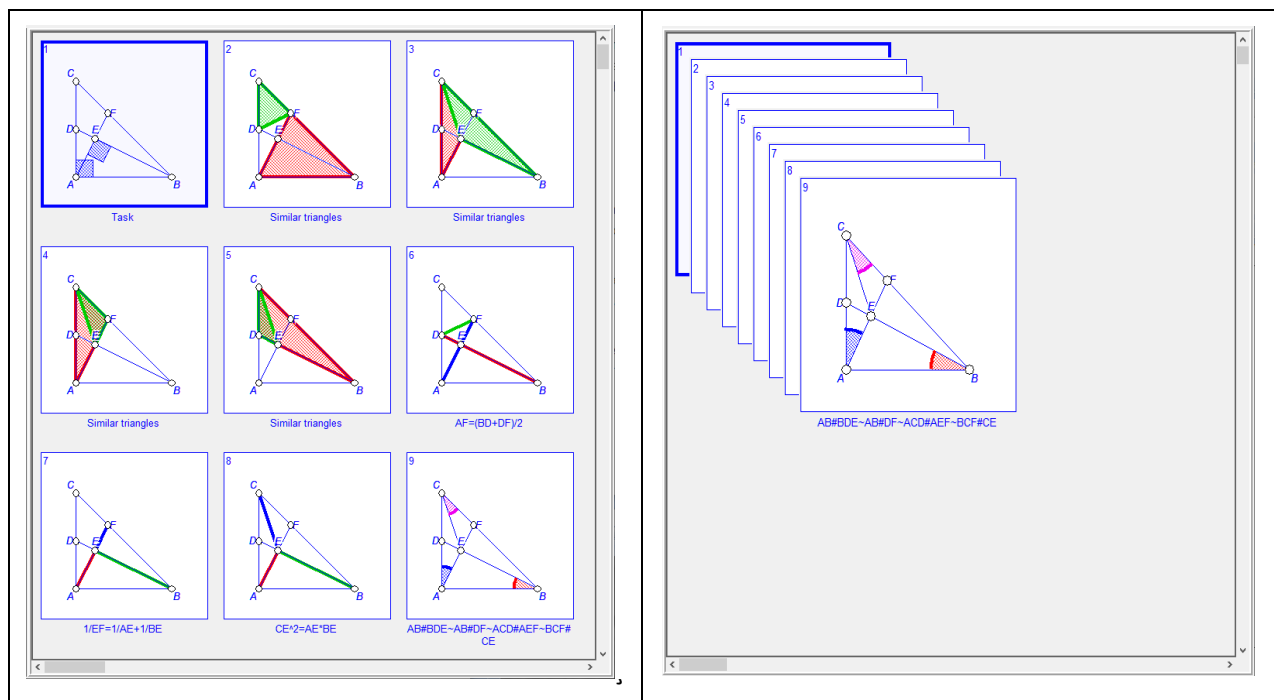 1
C
F
D
E
A
B
Task
2
C
F
D
E
A
B
Similar triangles
3
C
F
D
E
A
B
Similar triangles
4
C
F
D
E
A
B
Similar triangles
5
C
F
D
E
A
B
Similar triangles
6
C
F
D
E
A
B
AF=(BD+DF)/2
7
C
F
D
E
A
B
1/EF=1/AE+1/BE
8
C
F
D
E
A
B
CE^2=AE*BE
9
C
F
D
E
A
B
AB#BDE~AB#DF~ACD#AEF~BCF#
CE
1
2
3
4
5
6
7
8
9
C
F
D
E
A
B
AB#BDE~AB#DF~ACD#AEF~BCF#CE